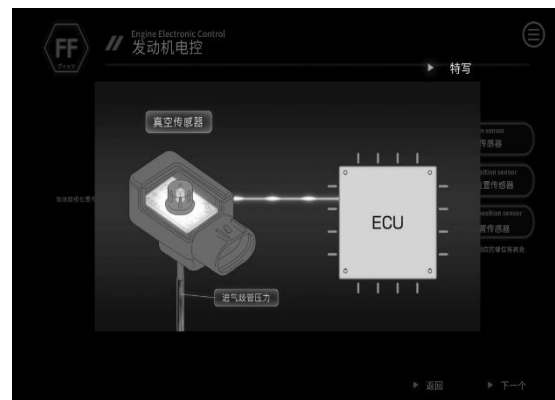 FF
Engine Electronic Control
发动机电控
特写
真空传感器
ECU
进气歧管压力
sensor
传感器
sition sensor
置传感器
osition sensor
置传感器
返回
下一个